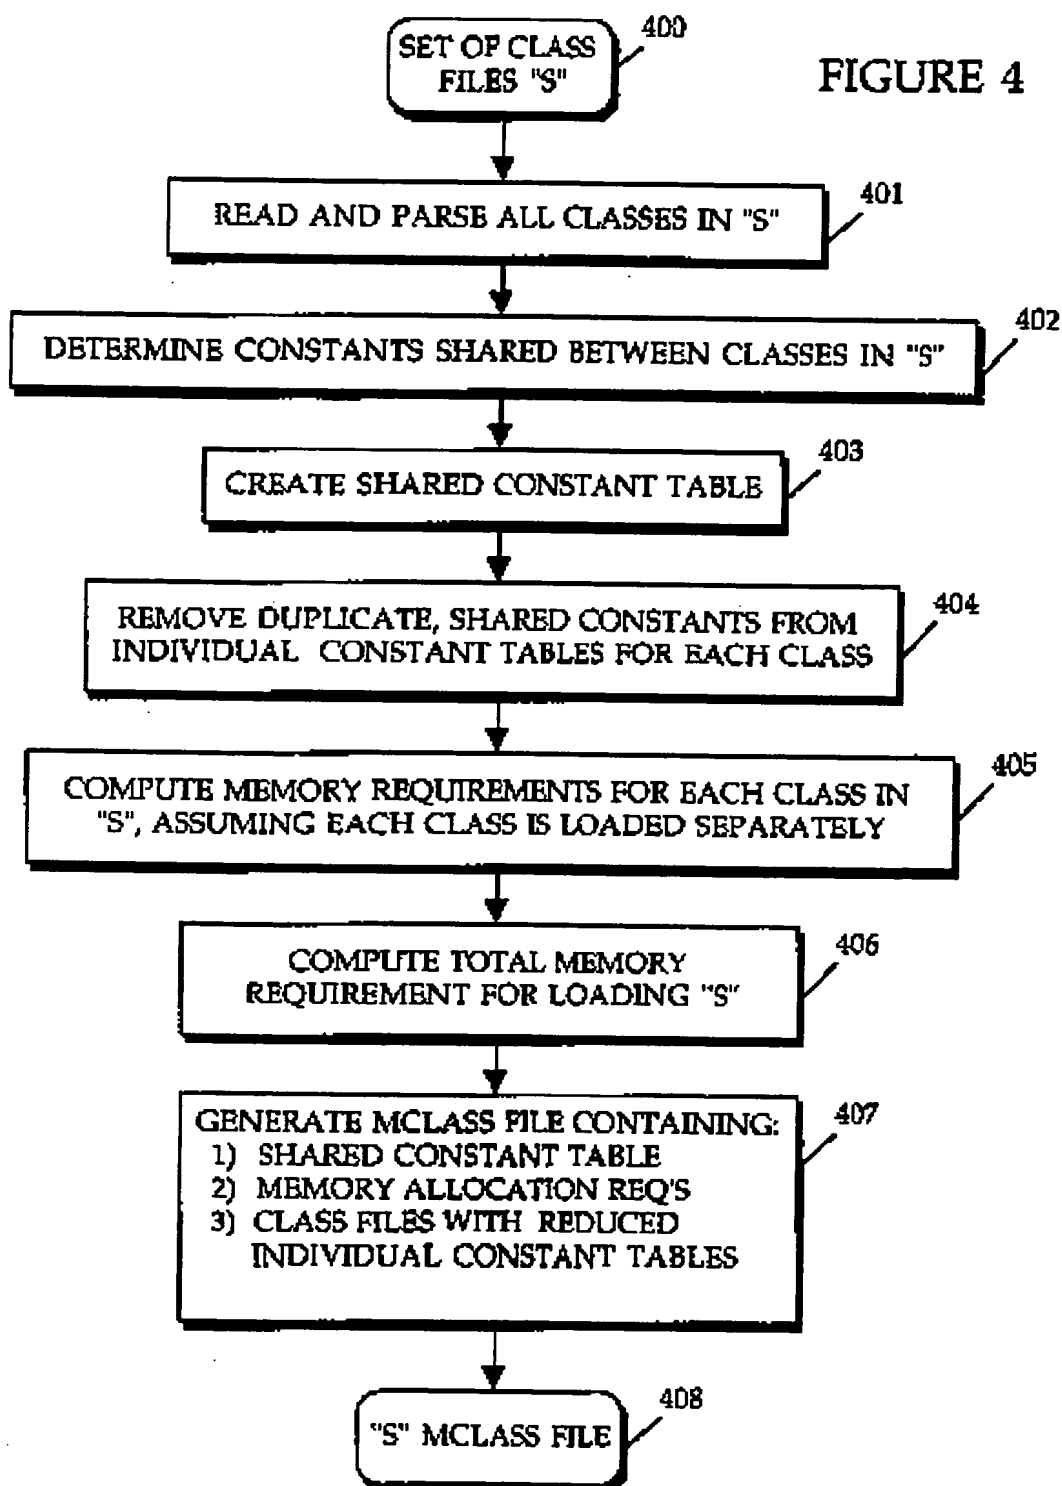 SET OF CLASS
FILES "S"
400
FIGURE 4
READ AND PARSE ALL CLASSES IN "S"
401
DETERMINE CONSTANTS SHARED BETWEEN CLASSES IN "S"
402
CREATE SHARED CONSTANT TABLE
403
REMOVE DUPLICATE, SHARED CONSTANTS FROM
INDIVIDUAL CONSTANT TABLES FOR EACH CLASS
404
COMPUTE MEMORY REQUIREMENTS FOR EACH CLASS IN
"S", ASSUMING EACH CLASS IS LOADED SEPARATELY
405
COMPUTE TOTAL MEMORY
REQUIREMENT FOR LOADING "S"
406
GENERATE MCLASS FILE CONTAINING:
1) SHARED CONSTANT TABLE
2) MEMORY ALLOCATION REQ'S
3) CLASS FILES WITH REDUCED
INDIVIDUAL CONSTANT TABLES
407
"S" MCLASS FILE
408